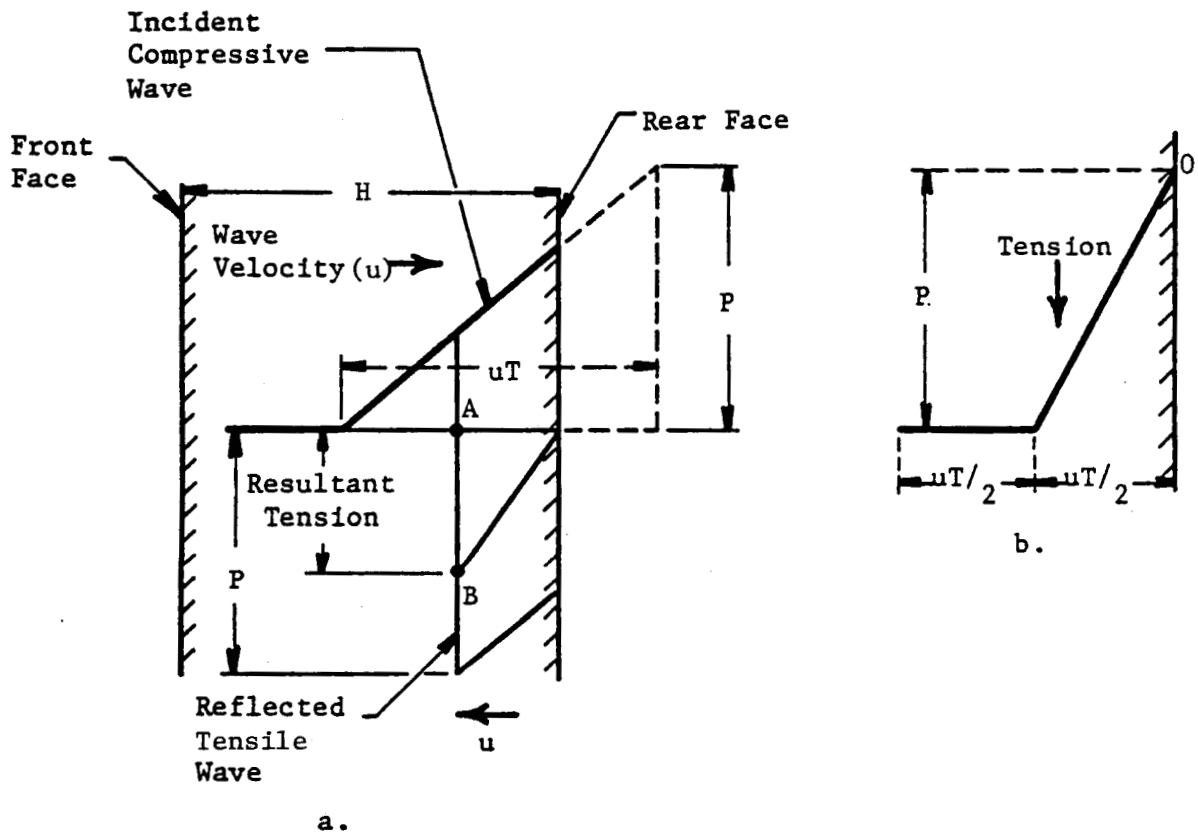 Incident
Compressive
Wave
Front
Face
Rear Face
H
Wave
Velocity (u)
P
uT
A
Resultant
Tension
P
B
Reflected
Tensile
Wave
u
a.
O
Tension
P
uT/2
uT/2
b.